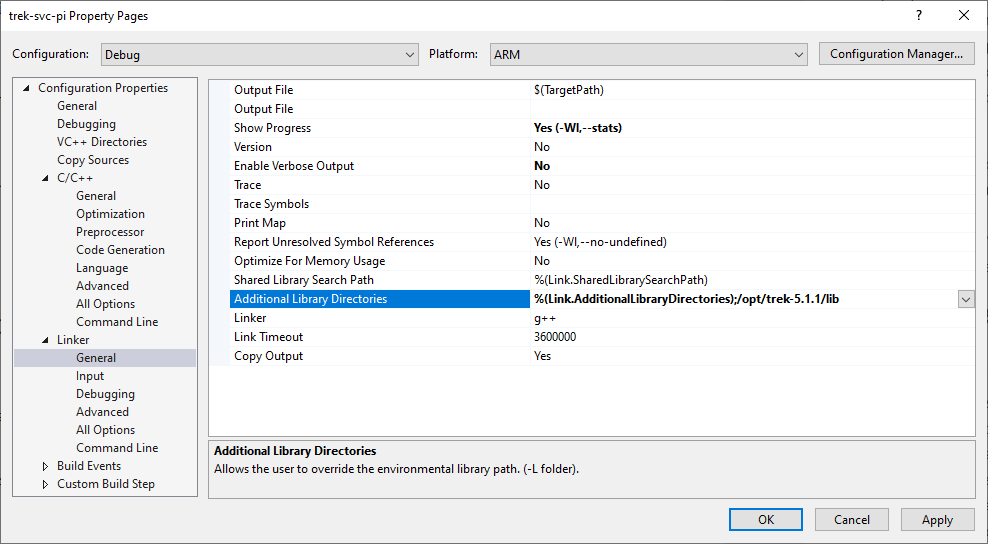 trek-svc-pi Property Pages
?
Configuration: Debug Platform: ARM Configuration Manager...
Configuration Properties
General
Debugging
VC++ Directories
Copy Sources
C/C++
General
Optimization
Preprocessor
Code Generation
Language
Advanced
All Options
Command Line
Linker
General
Input
Debugging
Advanced
All Options
Command Line
Build Events
Custom Build Step
Output File $(TargetPath)
Output File
Show Progress Yes (-Wl,--stats)
Version No
Enable Verbose Output No
Trace No
Trace Symbols
Print Map No
Report Unresolved Symbol References Yes (-Wl,--no-undefined)
Optimize For Memory Usage No
Shared Library Search Path %(Link.SharedLibrarySearchPath)
Additional Library Directories %(Link.AdditionalLibraryDirectories);/opt/trek-5.1.1/lib
Linker g++
Link Timeout 3600000
Copy Output Yes
Additional Library Directories
Allows the user to override the environmental library path. (-L folder).
OK Cancel Apply